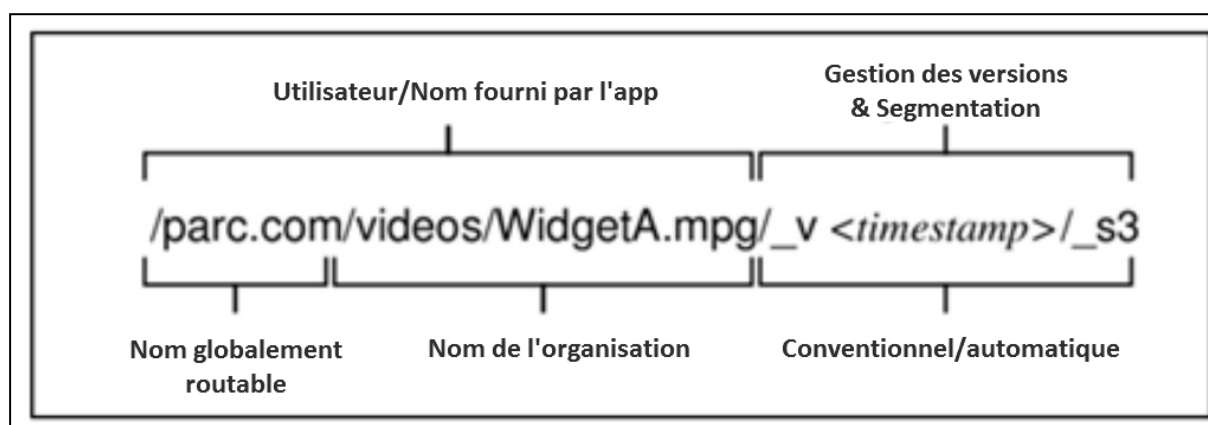 Utilisateur/Nom fourni par l'app
Gestion des versions
& Segmentation
/parc.com/videos/WidgetA.mpg/_v <timestamp>/_s3
Nom globalement
routable
Nom de l'organisation
Conventionnel/automatique